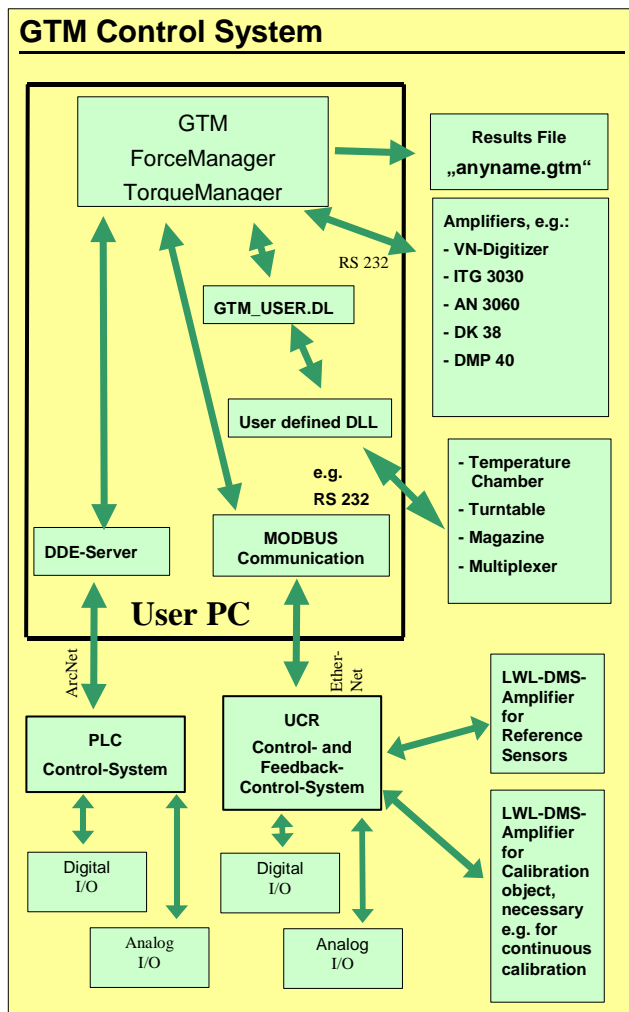 GTM Control System
GTM
ForceManager
TorqueManager
Results File
„anyname.gtm“
RS 232
Amplifiers, e.g.:
- VN-Digitizer
- ITG 3030
- AN 3060
- DK 38
- DMP 40
GTM_USER.DL
User defined DLL
e.g.
RS 232
- Temperature
Chamber
- Turntable
- Magazine
- Multiplexer
DDE-Server
MODBUS
Communication
User PC
ArcNet
Ether-
Net
PLC
Control-System
UCR
Control- and
Feedback-
Control-System
LWL-DMS-
Amplifier
for
Reference
Sensors
LWL-DMS-
Amplifier
for
Calibration
object,
necessary
e.g. for
continuous
calibration
Digital
I/O
Analog
I/O
Digital
I/O
Analog
I/O